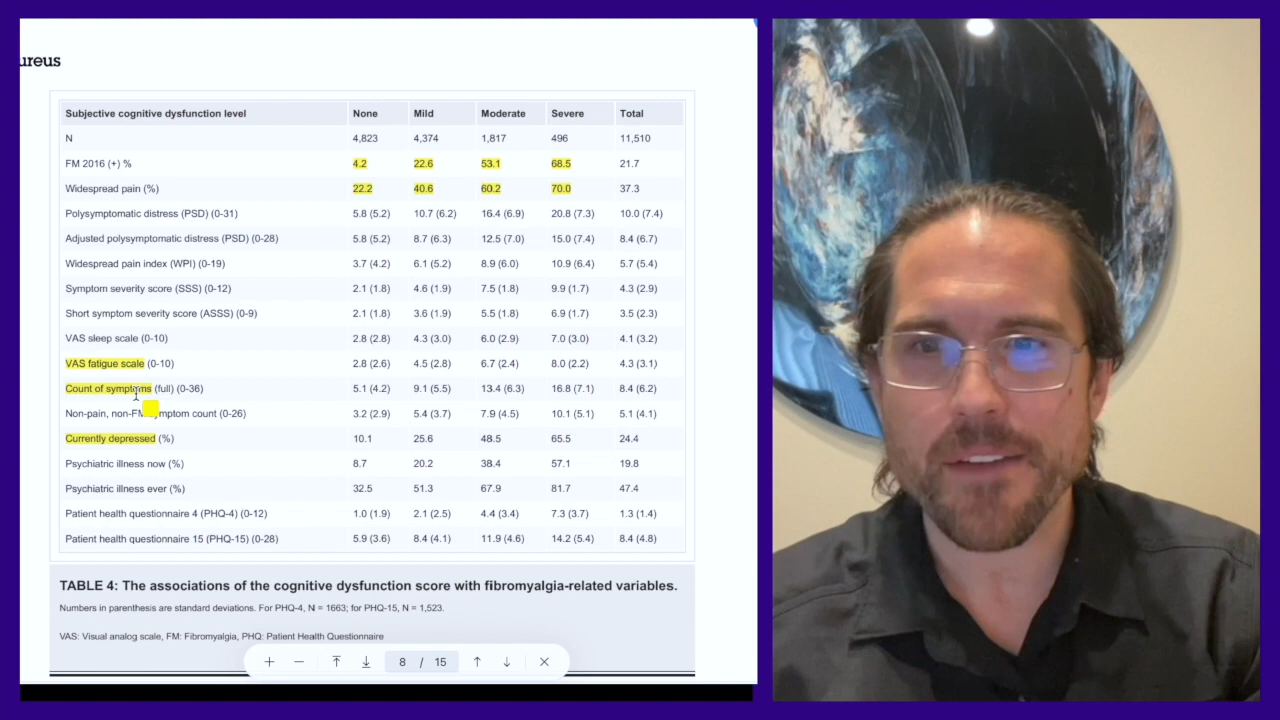 ureus
Subjective cognitive dysfunction level None Mild Moderate Severe Total
N 4,823 4,374 1,817 496 11,510
FM 2016 (+) % 4.2 22.6 53.1 68.5 21.7
Widespread pain (%) 22.2 40.6 60.2 70.0 37.3
Polysymptomatic distress (PSD) (0-31) 5.8 (5.2) 10.7 (6.2) 16.4 (6.9) 20.8 (7.3) 10.0 (7.4)
Adjusted polysymptomatic distress (PSD) (0-28) 5.8 (5.2) 8.7 (6.3) 12.5 (7.0) 15.0 (7.4) 8.4 (6.7)
Widespread pain index (WPI) (0-19) 3.7 (4.2) 6.1 (5.2) 8.9 (6.0) 10.9 (6.4) 5.7 (5.4)
Symptom severity score (SSS) (0-12) 2.1 (1.8) 4.6 (1.9) 7.5 (1.8) 9.9 (1.7) 4.3 (2.9)
Short symptom severity score (ASSS) (0-9) 2.1 (1.8) 3.6 (1.9) 5.5 (1.8) 6.9 (1.7) 3.5 (2.3)
VAS sleep scale (0-10) 2.8 (2.8) 4.3 (3.0) 6.0 (2.9) 7.0 (3.0) 4.1 (3.2)
VAS fatigue scale (0-10) 2.8 (2.6) 4.5 (2.8) 6.7 (2.4) 8.0 (2.2) 4.3 (3.1)
Count of symptoms (full) (0-36) 5.1 (4.2) 9.1 (5.5) 13.4 (6.3) 16.8 (7.1) 8.4 (6.2)
Non-pain, non-FM symptom count (0-26) 3.2 (2.9) 5.4 (3.7) 7.9 (4.5) 10.1 (5.1) 5.1 (4.1)
Currently depressed (%) 10.1 25.6 48.5 65.5 24.4
Psychiatric illness now (%) 8.7 20.2 38.4 57.1 19.8
Psychiatric illness ever (%) 32.5 51.3 67.9 81.7 47.4
Patient health questionnaire 4 (PHQ-4) (0-12) 1.0 (1.9) 2.1 (2.5) 4.4 (3.4) 7.3 (3.7) 1.3 (1.4)
Patient health questionnaire 15 (PHQ-15) (0-28) 5.9 (3.6) 8.4 (4.1) 11.9 (4.6) 14.2 (5.4) 8.4 (4.8)
TABLE 4: The associations of the cognitive dysfunction score with fibromyalgia-related variables.
Numbers in parenthesis are standard deviations. For PHQ-4, N = 1663; for PHQ-15, N = 1,523.
VAS: Visual analog scale, FM: Fibromyalgia, PHQ: Patient Health Questionnaire
8 / 15